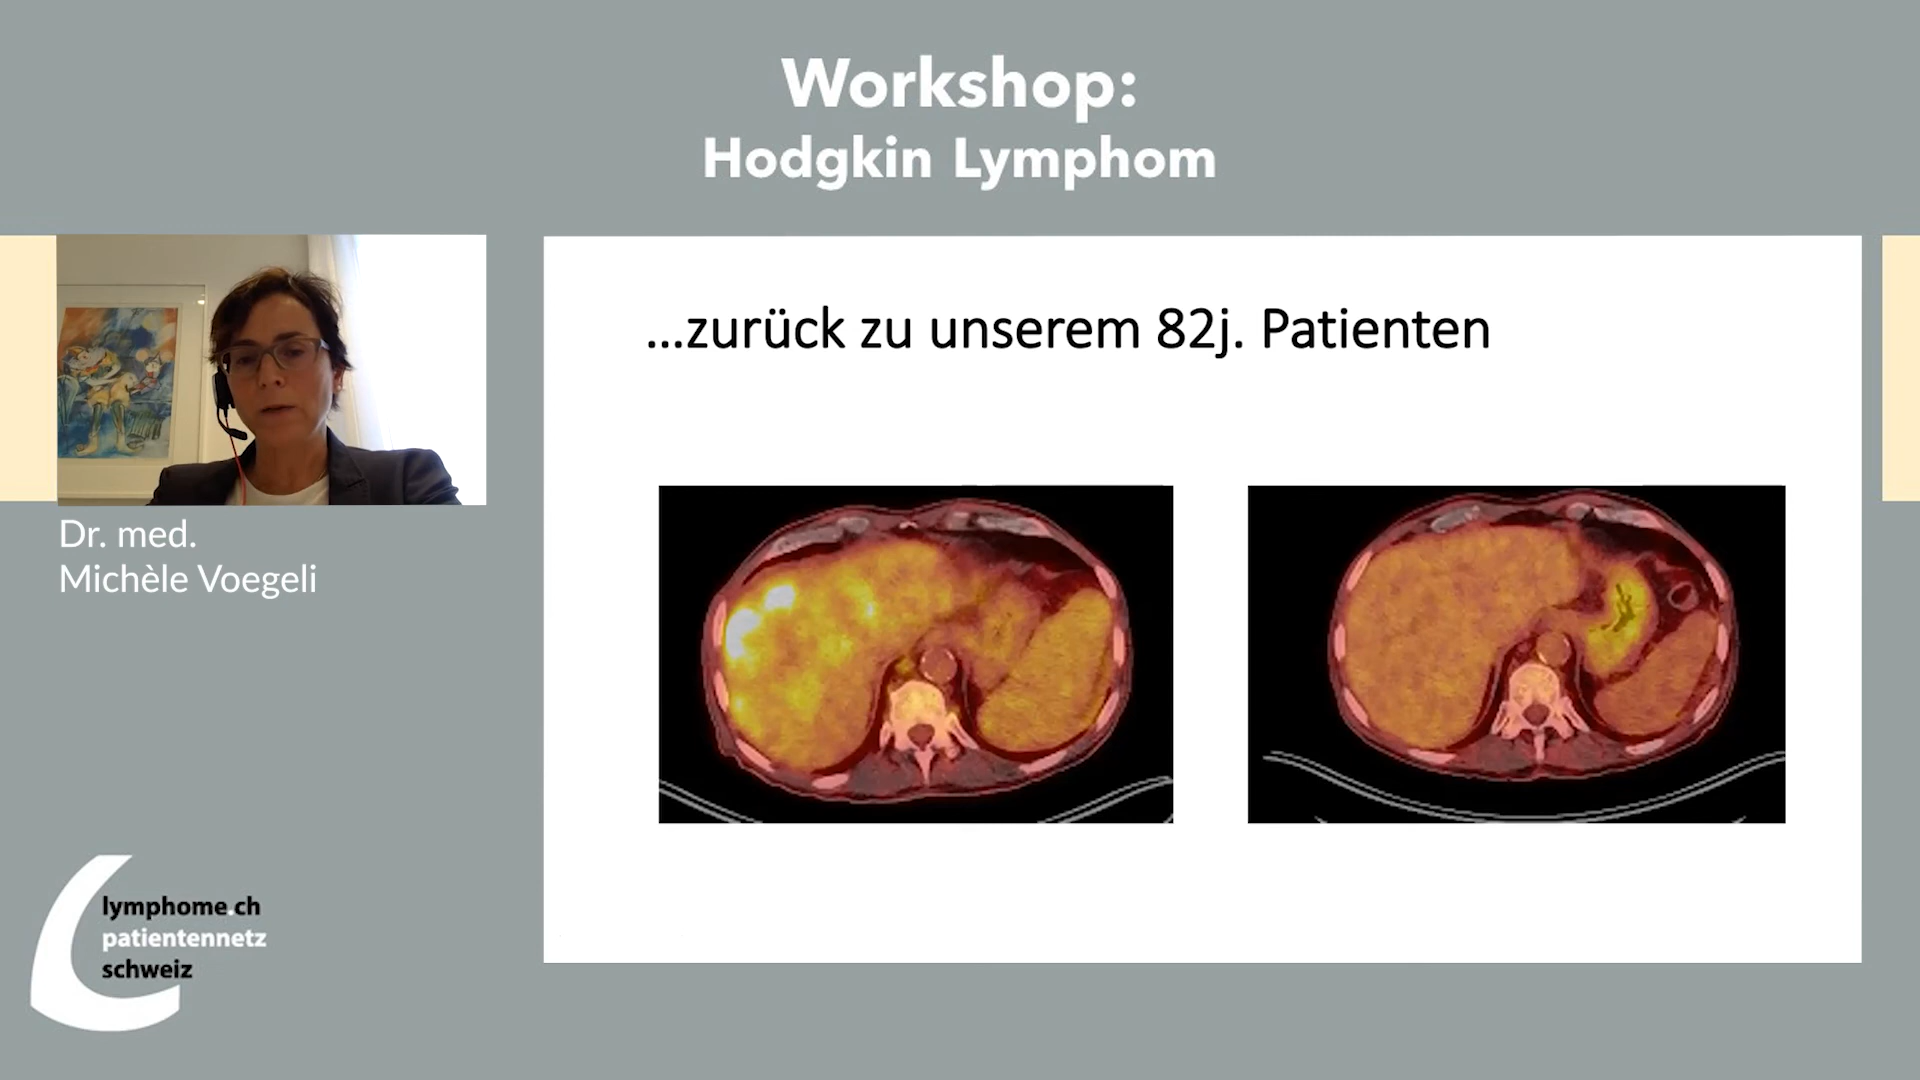 Workshop:
Hodgkin Lymphom
...zurück zu unserem 82j. Patienten
Dr. med.
Michèle Voegeli
lymphome.ch
patientennetz
schweiz